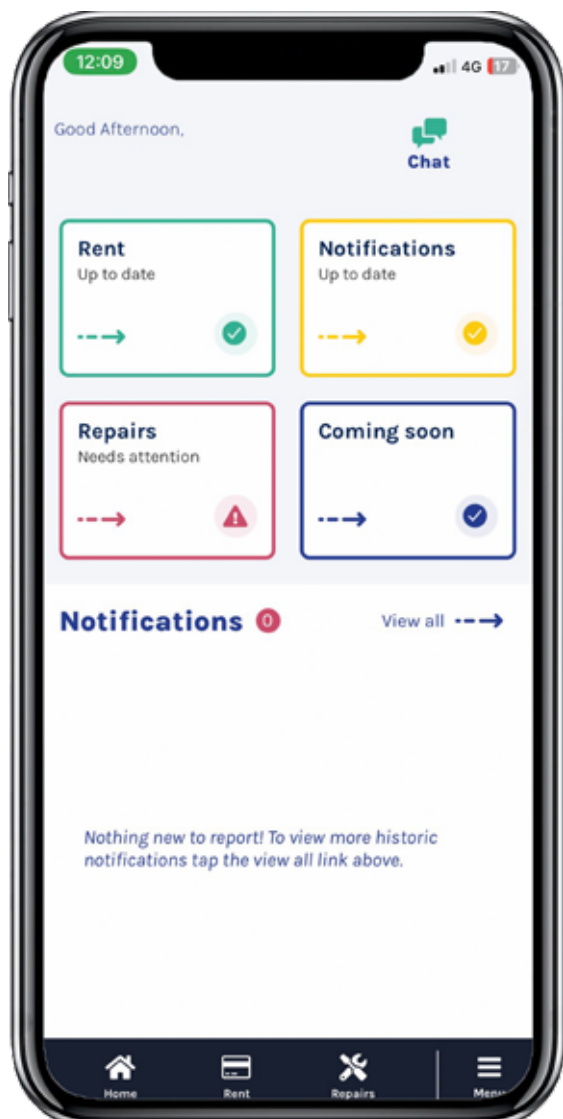 12:09
4G 17
Good Afternoon,
Chat
Rent
Up to date
Notifications
Up to date
Repairs
Needs attention
Coming soon
Notifications 0
View all
Nothing new to report! To view more historic
notifications tap the view all link above.
Home
Rent
Repairs
Menu